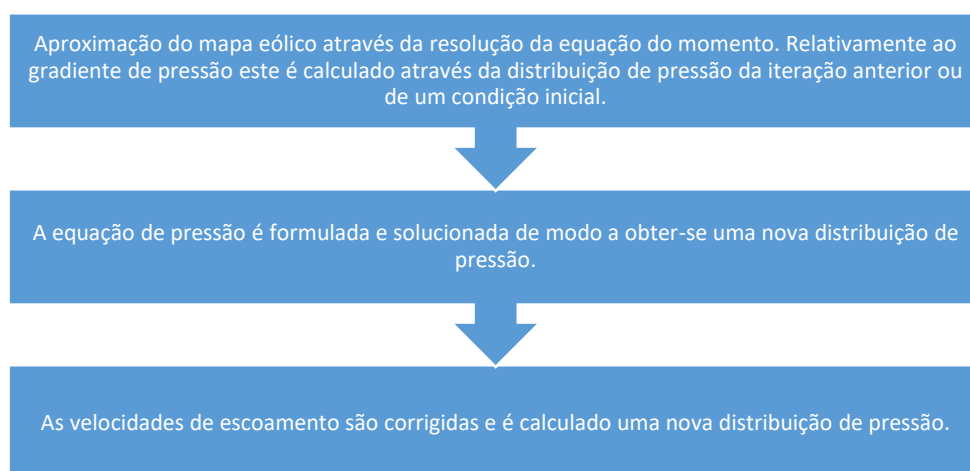 Aproximação do mapa eólico através da resolução da equação do momento. Relativamente ao
gradiente de pressão este é calculado através da distribuição de pressão da iteração anterior ou
de um condição inicial.
A equação de pressão é formulada e solucionada de modo a obter-se uma nova distribuição de
pressão.
As velocidades de escoamento são corrigidas e é calculado uma nova distribuição de pressão.